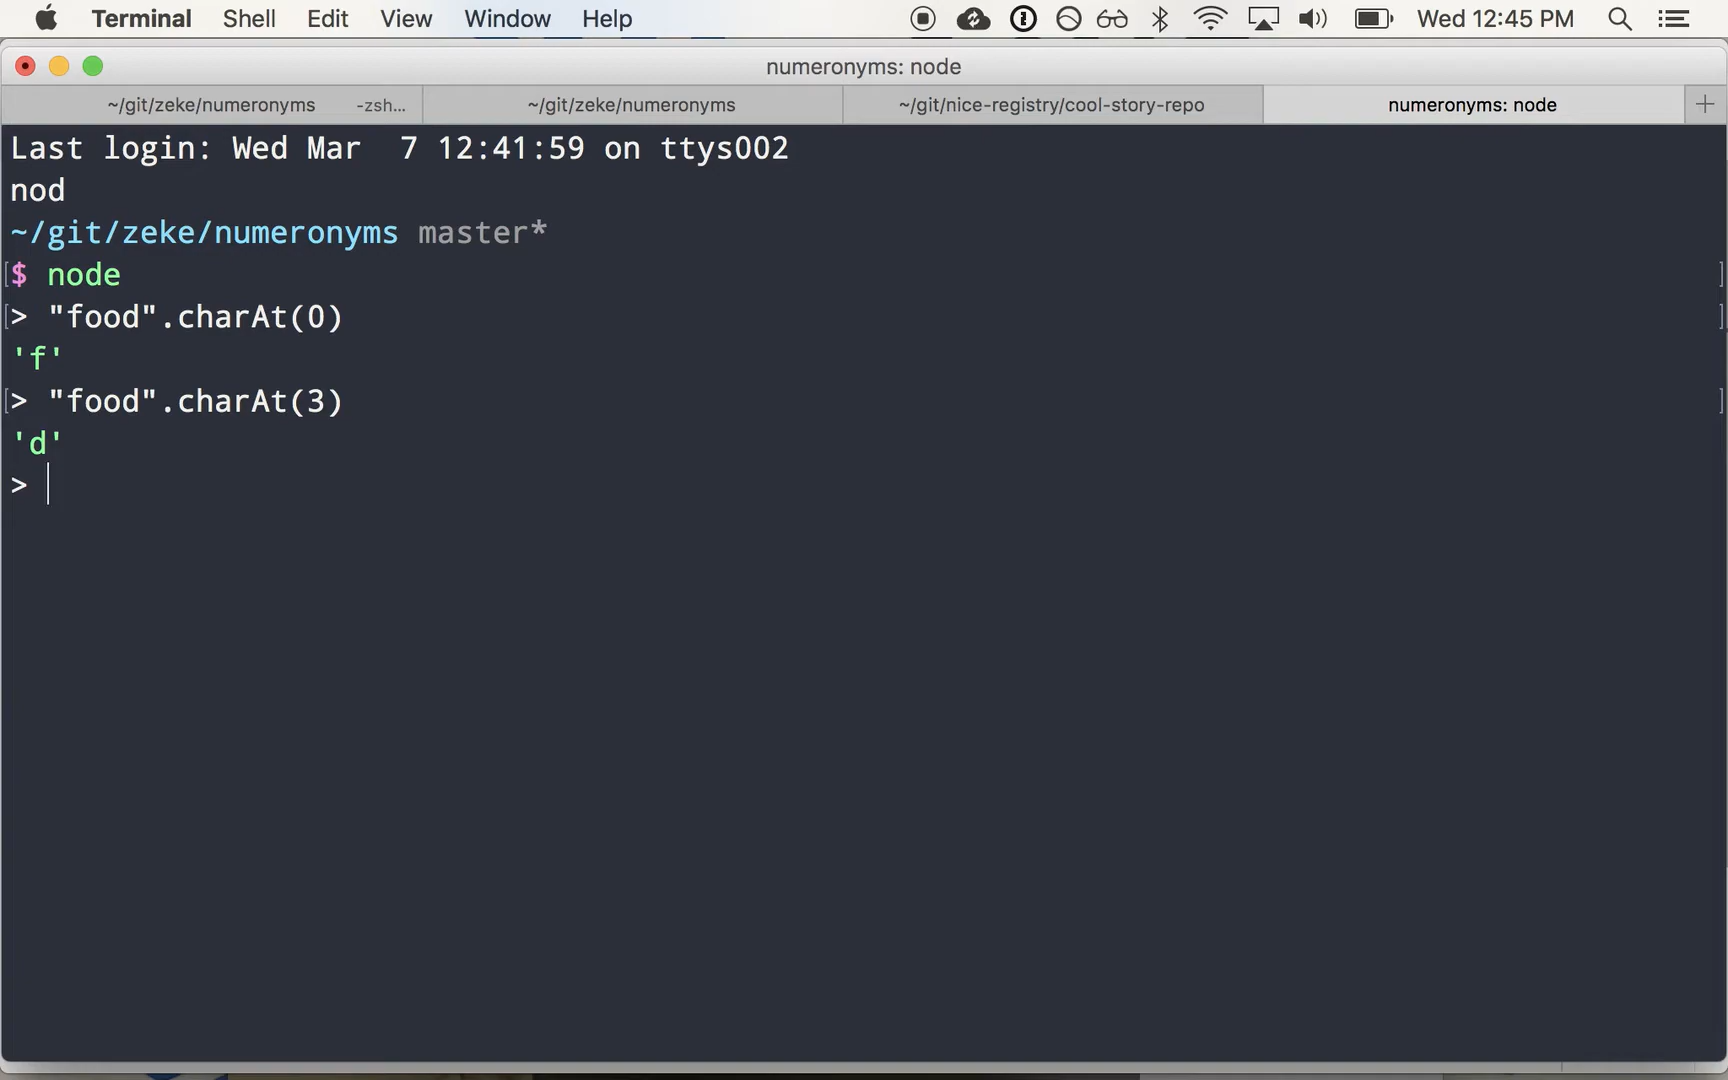 Terminal Shell Edit View Window Help Wed 12:45 PM
numeronyms: node
~/git/zeke/numeronyms -zsh... ~/git/zeke/numeronyms ~/git/nice-registry/cool-story-repo numeronyms: node +
Last login: Wed Mar  7 12:41:59 on ttys002
nod
~/git/zeke/numeronyms master*
[$ node ]
[> "food".charAt(0) ]
'f'
[> "food".charAt(3) ]
'd'
>